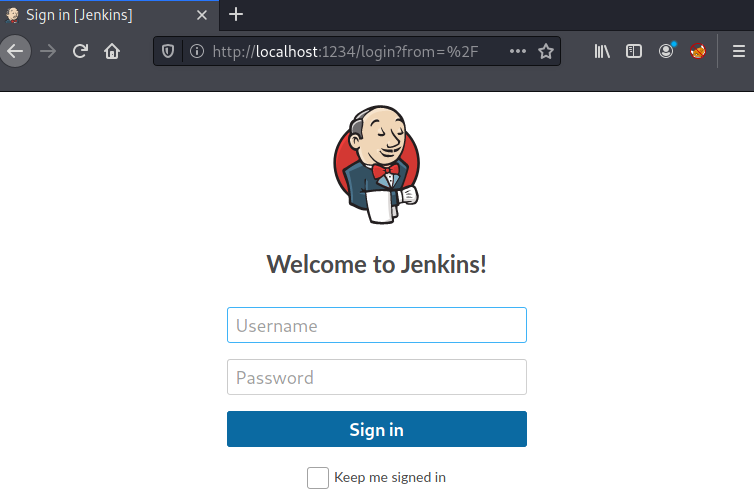 Sign in [Jenkins]
http://localhost:1234/login?from=%2F
Welcome to Jenkins!
Username
Password
Sign in
Keep me signed in